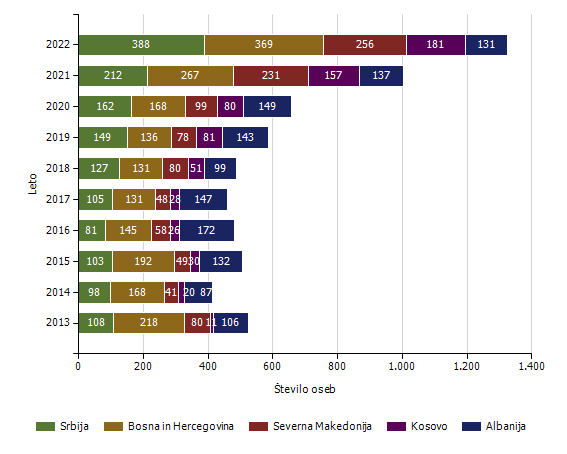 2022 388 369 256 181 131
2021 212 267 231 157 137
2020 162 168 99 80 149
2019 149 136 78 81 143
2018 127 131 80 51 99
2017 105 131 48 28 147
2016 81 145 58 26 172
2015 103 192 49 30 132
2014 98 168 41 20 87
2013 108 218 80 11 106
Leto
0 200 400 600 800 1.000 1.200 1.400
Število oseb
Srbija Bosna in Hercegovina Severna Makedonija Kosovo Albanija